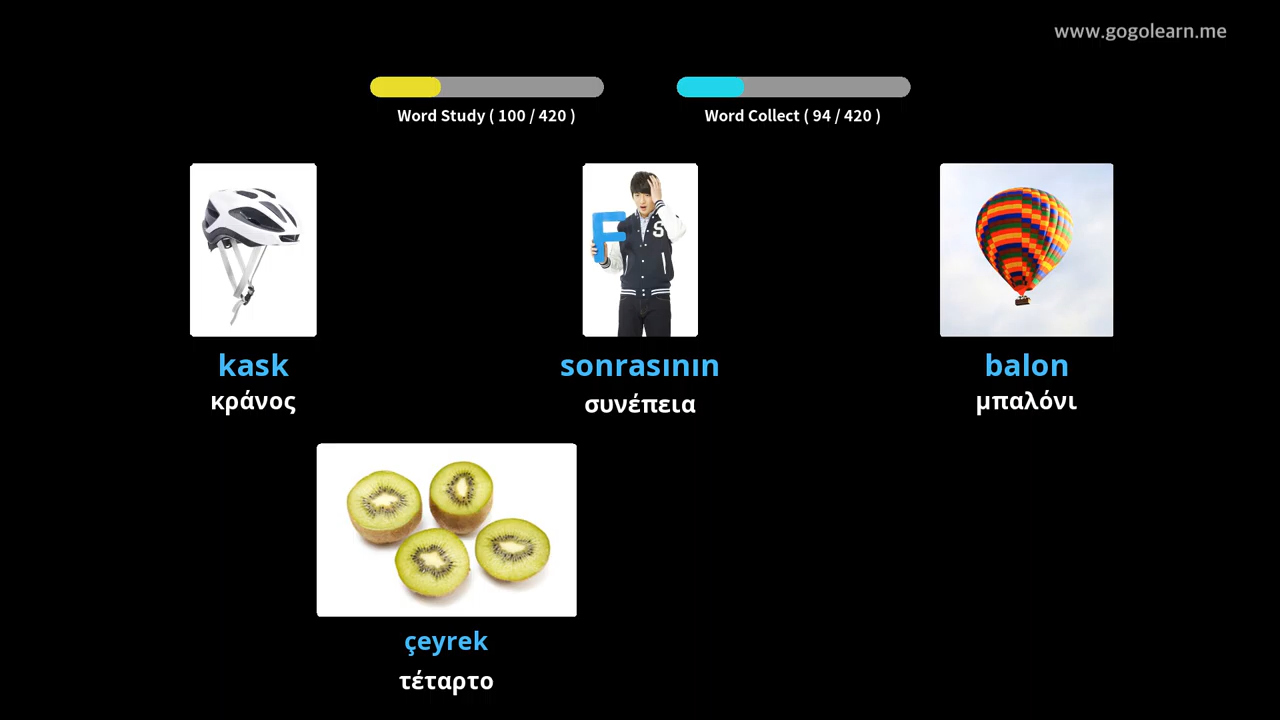 www.gogolearn.me
Word Study ( 100 / 420 )
Word Collect ( 94 / 420 )
F
S
kask
κράνος
sonrasının
συνέπεια
balon
μπαλόνι
çeyrek
τέταρτο